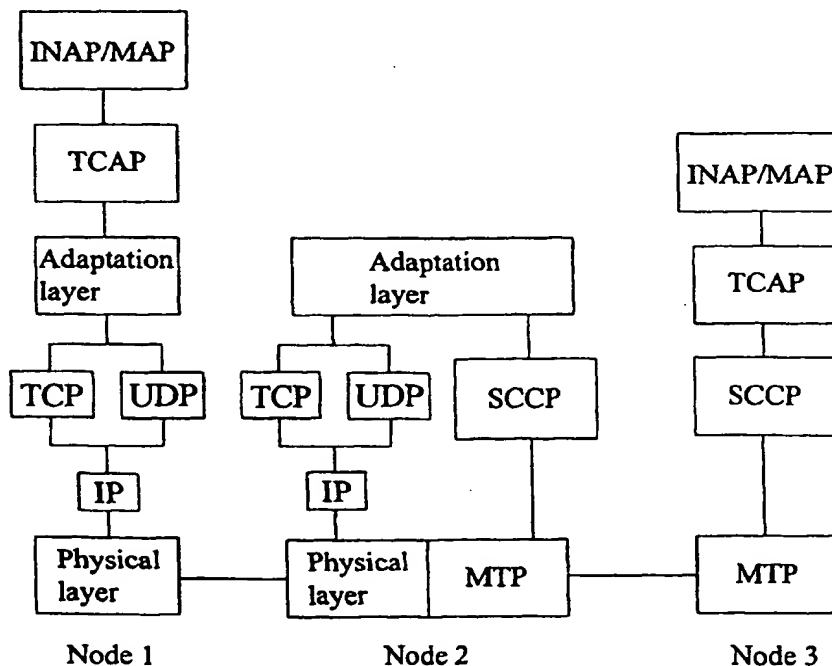 INAP/MAP
TCAP
INAP/MAP
Adaptation
layer
Adaptation
layer
TCAP
TCP
UDP
TCP
UDP
SCCP
SCCP
IP
IP
Physical
layer
Physical
layer
MTP
MTP
Node 1
Node 2
Node 3